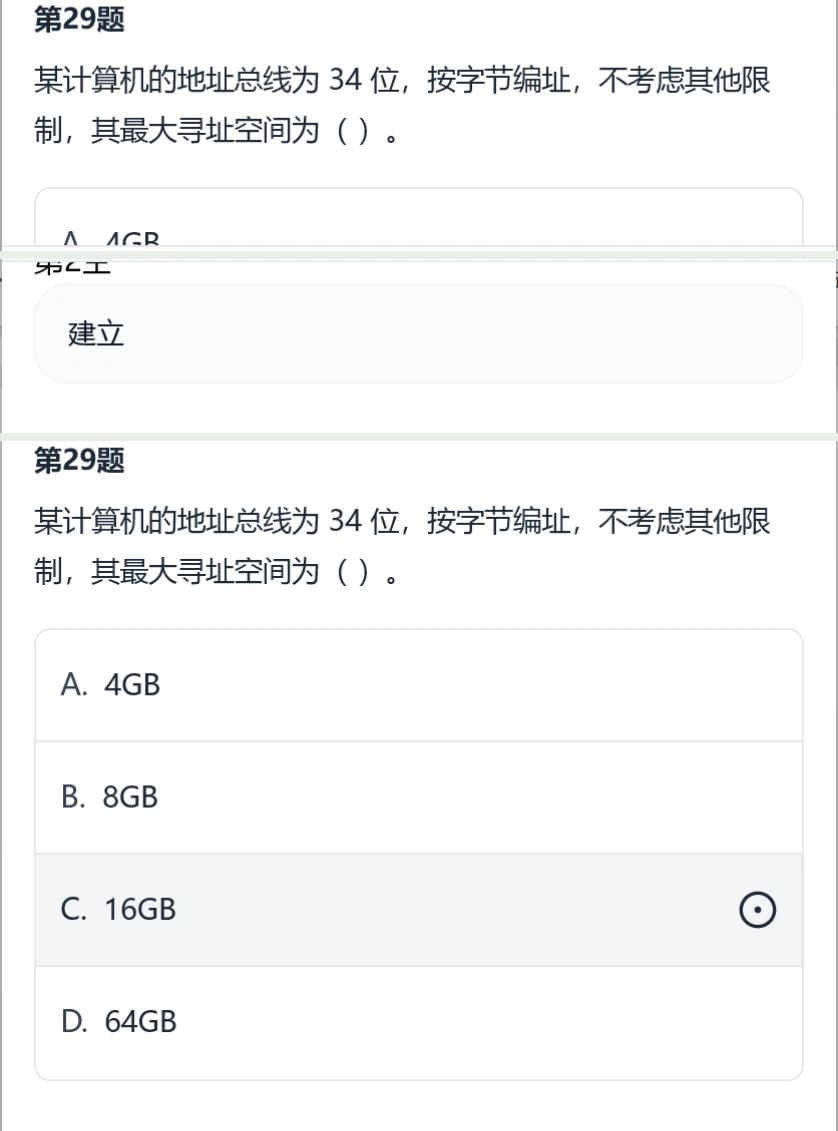 第29题
某计算机的地址总线为 34 位，按字节编址，不考虑其他限
制，其最大寻址空间为（ ）。
A. 4GB
第2空
建立
第29题
某计算机的地址总线为 34 位，按字节编址，不考虑其他限
制，其最大寻址空间为（ ）。
A. 4GB
B. 8GB
C. 16GB
D. 64GB